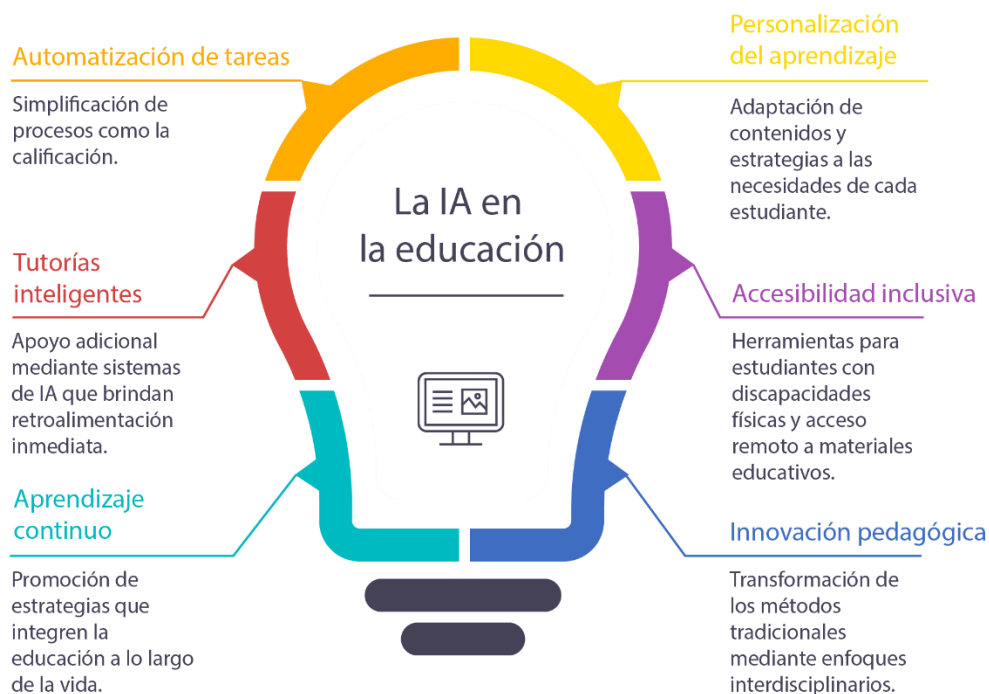 La IA en
la educación
Automatización de tareas
Simplificación de
procesos como la
calificación.
Tutorías
inteligentes
Apoyo adicional
mediante sistemas
de IA que brindan
retroalimentación
inmediata.
Aprendizaje
continuo
Promoción de
estrategias que
integren la
educación a lo largo
de la vida.
Personalización
del aprendizaje
Adaptación de
contenidos y
estrategias a las
necesidades de cada
estudiante.
Accesibilidad inclusiva
Herramientas para
estudiantes con
discapacidades
físicas y acceso
remoto a materiales
educativos.
Innovación pedagógica
Transformación de
los métodos
tradicionales
mediante enfoques
interdisciplinarios.